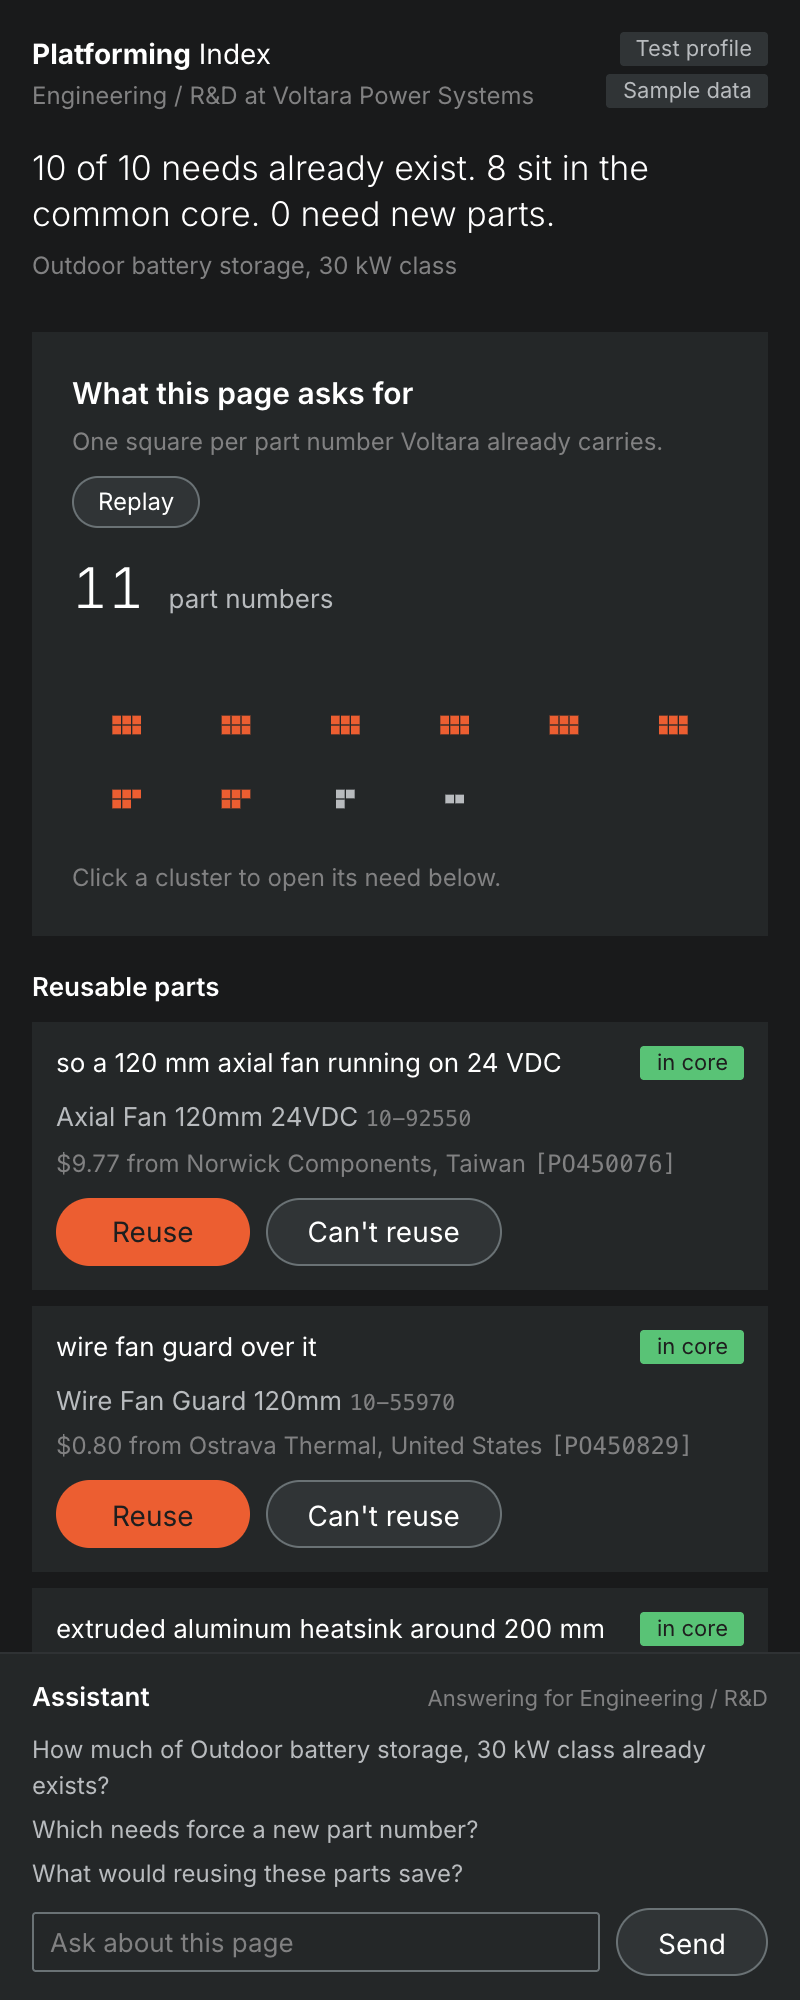 Platforming Index
Test profile
Engineering / R&D at Voltara Power Systems
Sample data
10 of 10 needs already exist. 8 sit in the
common core. 0 need new parts.
Outdoor battery storage, 30 kW class
What this page asks for
One square per part number Voltara already carries.
Replay
11 part numbers
Click a cluster to open its need below.
Reusable parts
so a 120 mm axial fan running on 24 VDC
in core
Axial Fan 120mm 24VDC 10–92550
$9.77 from Norwick Components, Taiwan [PO450076]
Reuse
Can't reuse
wire fan guard over it
in core
Wire Fan Guard 120mm 10–55970
$0.80 from Ostrava Thermal, United States [PO450829]
Reuse
Can't reuse
extruded aluminum heatsink around 200 mm
in core
Assistant
Answering for Engineering / R&D
How much of Outdoor battery storage, 30 kW class already
exists?
Which needs force a new part number?
What would reusing these parts save?
Ask about this page
Send